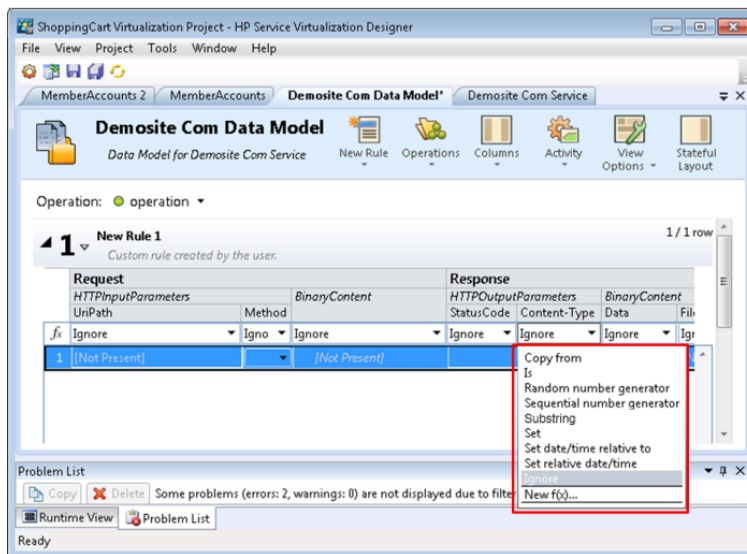 ShoppingCart Virtualization Project - HP Service Virtualization Designer
File View Project Tools Window Help
MemberAccounts 2 MemberAccounts Demosite Com Data Model* Demosite Com Service
Demosite Com Data Model
Data Model for Demosite Com Service
New Rule Operations Columns Activity View Options Stateful Layout
Operation: operation
1 New Rule 1 1 / 1 row
Custom rule created by the user.
Request Response
HTTPInputParameters BinaryContent HTTPOutputParameters BinaryContent
UriPath Method StatusCode Content-Type Data Fil
fx Ignore Igno Ignore Ignore Ignore Ignore Igr
1 [Not Present] [Not Present]
Copy from
Is
Random number generator
Sequential number generator
Substring
Set
Set date/time relative to
Set relative date/time
Ignore
New f(x)...
Problem List
Copy Delete Some problems (errors: 2, warnings: 0) are not displayed due to filter
Runtime View Problem List
Ready